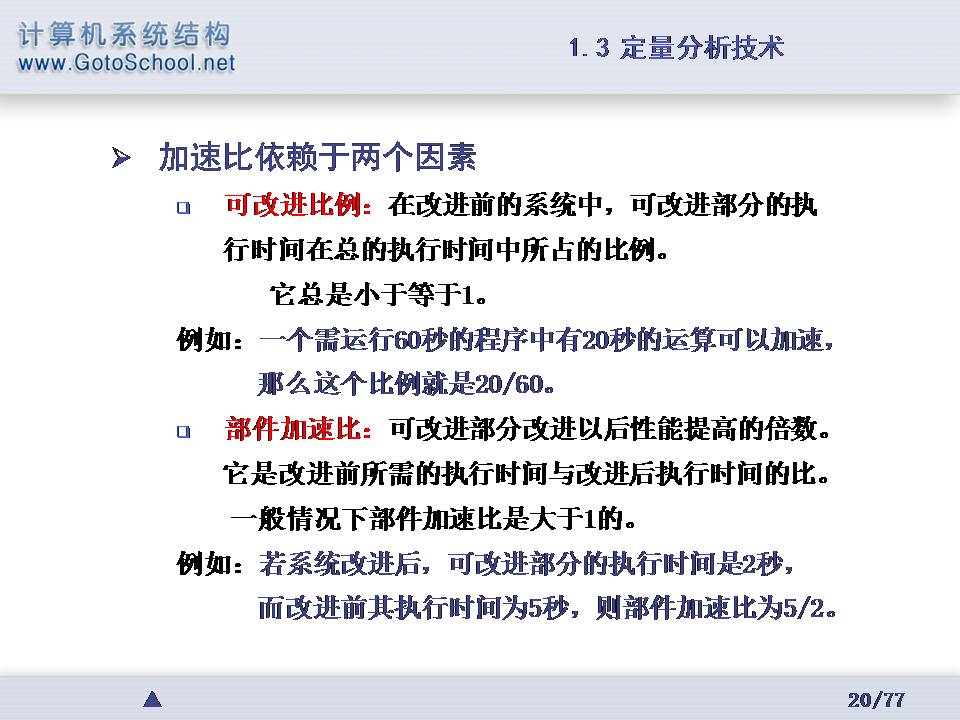 计算机系统结构
www.GotoSchool.net
1.3 定量分析技术
加速比依赖于两个因素
可改进比例：在改进前的系统中，可改进部分的执
行时间在总的执行时间中所占的比例。
它总是小于等于1。
例如：一个需运行60秒的程序中有20秒的运算可以加速，
那么这个比例就是20/60。
部件加速比：可改进部分改进以后性能提高的倍数。
它是改进前所需的执行时间与改进后执行时间的比。
一般情况下部件加速比是大于1的。
例如：若系统改进后，可改进部分的执行时间是2秒，
而改进前其执行时间为5秒，则部件加速比为5/2。
20/77